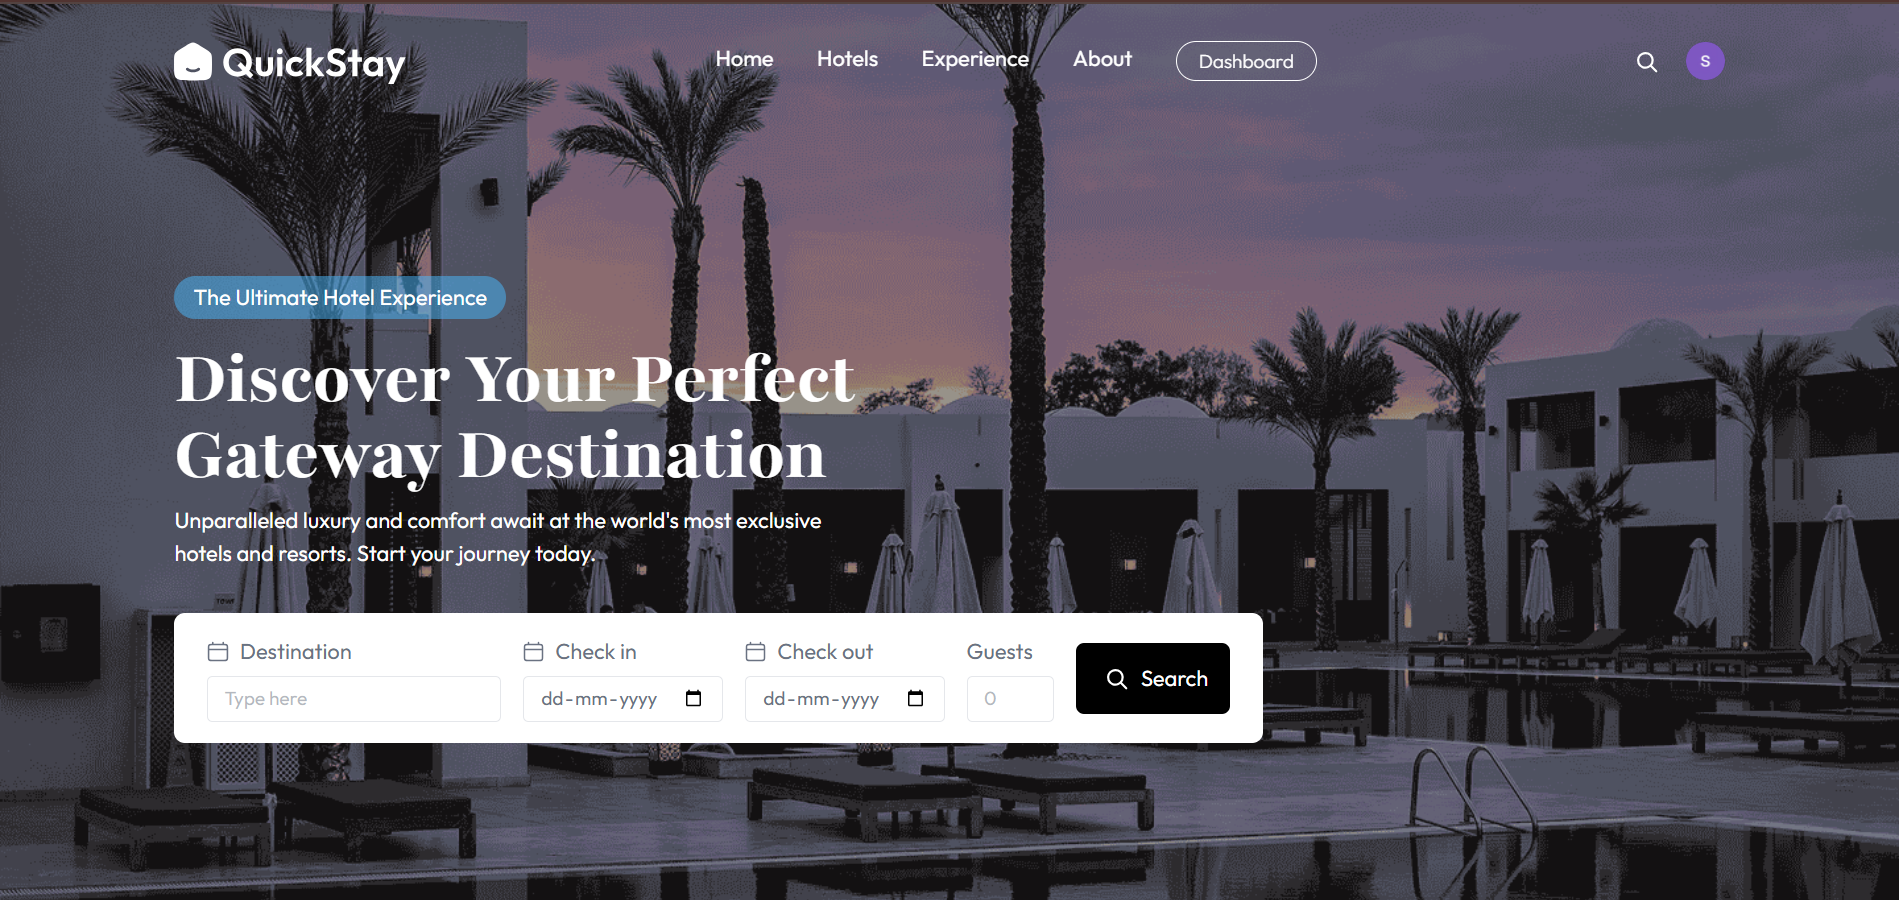 QuickStay
Home
Hotels
Experience
About
Dashboard
S
The Ultimate Hotel Experience
Discover Your Perfect
Gateway Destination
Unparalleled luxury and comfort await at the world's most exclusive
hotels and resorts. Start your journey today.
Destination
Check in
Check out
Guests
Type here
dd-mm-yyyy
dd-mm-yyyy
0
Search